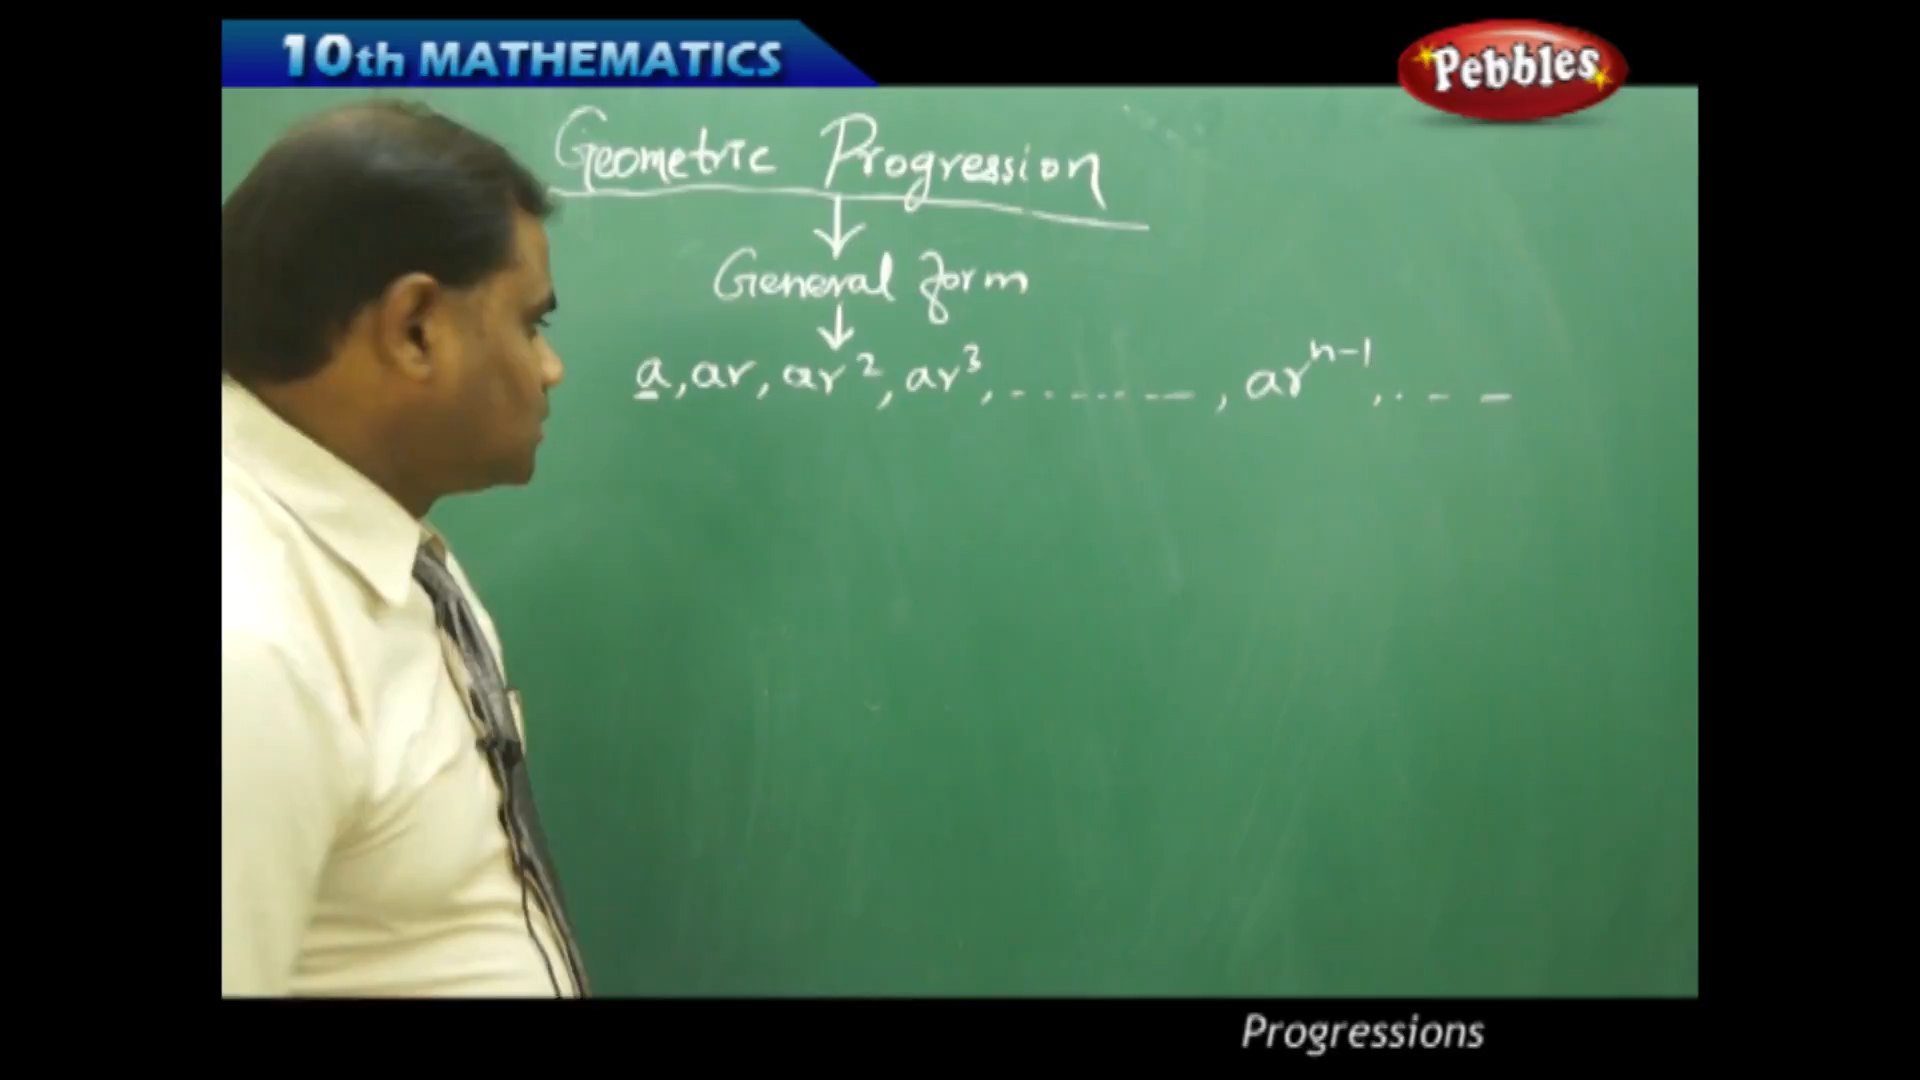 10th MATHEMATICS
Pebbles
Geometric Progression
General form
a, ar, ar², ar³, . . . . . . . — , arⁿ⁻¹, . – –
Progressions